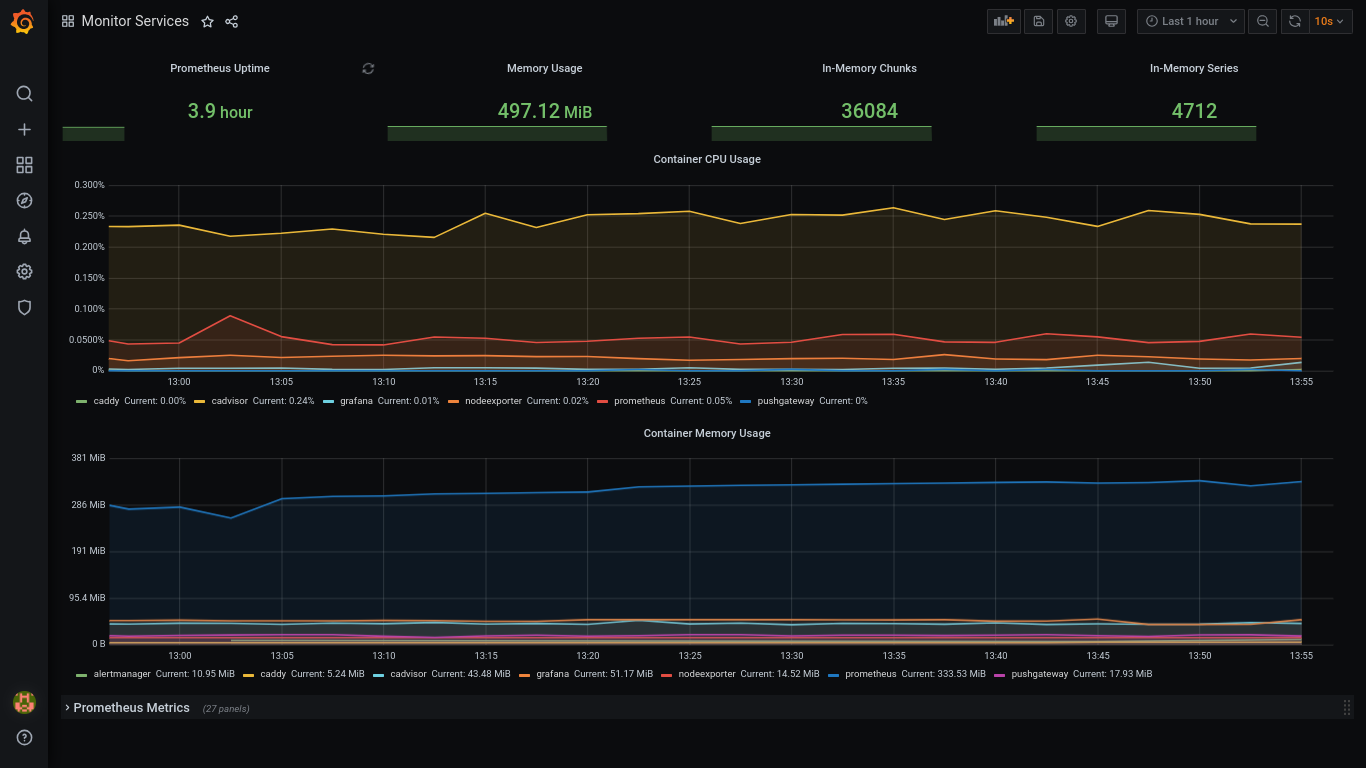 Monitor Services
Last 1 hour
10s
Prometheus Uptime
Memory Usage
In-Memory Chunks
In-Memory Series
3.9 hour
497.12 MiB
36084
4712
Container CPU Usage
0.300%
0.250%
0.200%
0.150%
0.100%
0.0500%
0%
13:00 13:05 13:10 13:15 13:20 13:25 13:30 13:35 13:40 13:45 13:50 13:55
caddy Current: 0.00% cadvisor Current: 0.24% grafana Current: 0.01% nodeexporter Current: 0.02% prometheus Current: 0.05% pushgateway Current: 0%
Container Memory Usage
381 MiB
286 MiB
191 MiB
95.4 MiB
0 B
13:00 13:05 13:10 13:15 13:20 13:25 13:30 13:35 13:40 13:45 13:50 13:55
alertmanager Current: 10.95 MiB caddy Current: 5.24 MiB cadvisor Current: 43.48 MiB grafana Current: 51.17 MiB nodeexporter Current: 14.52 MiB prometheus Current: 333.53 MiB pushgateway Current: 17.93 MiB
Prometheus Metrics (27 panels)